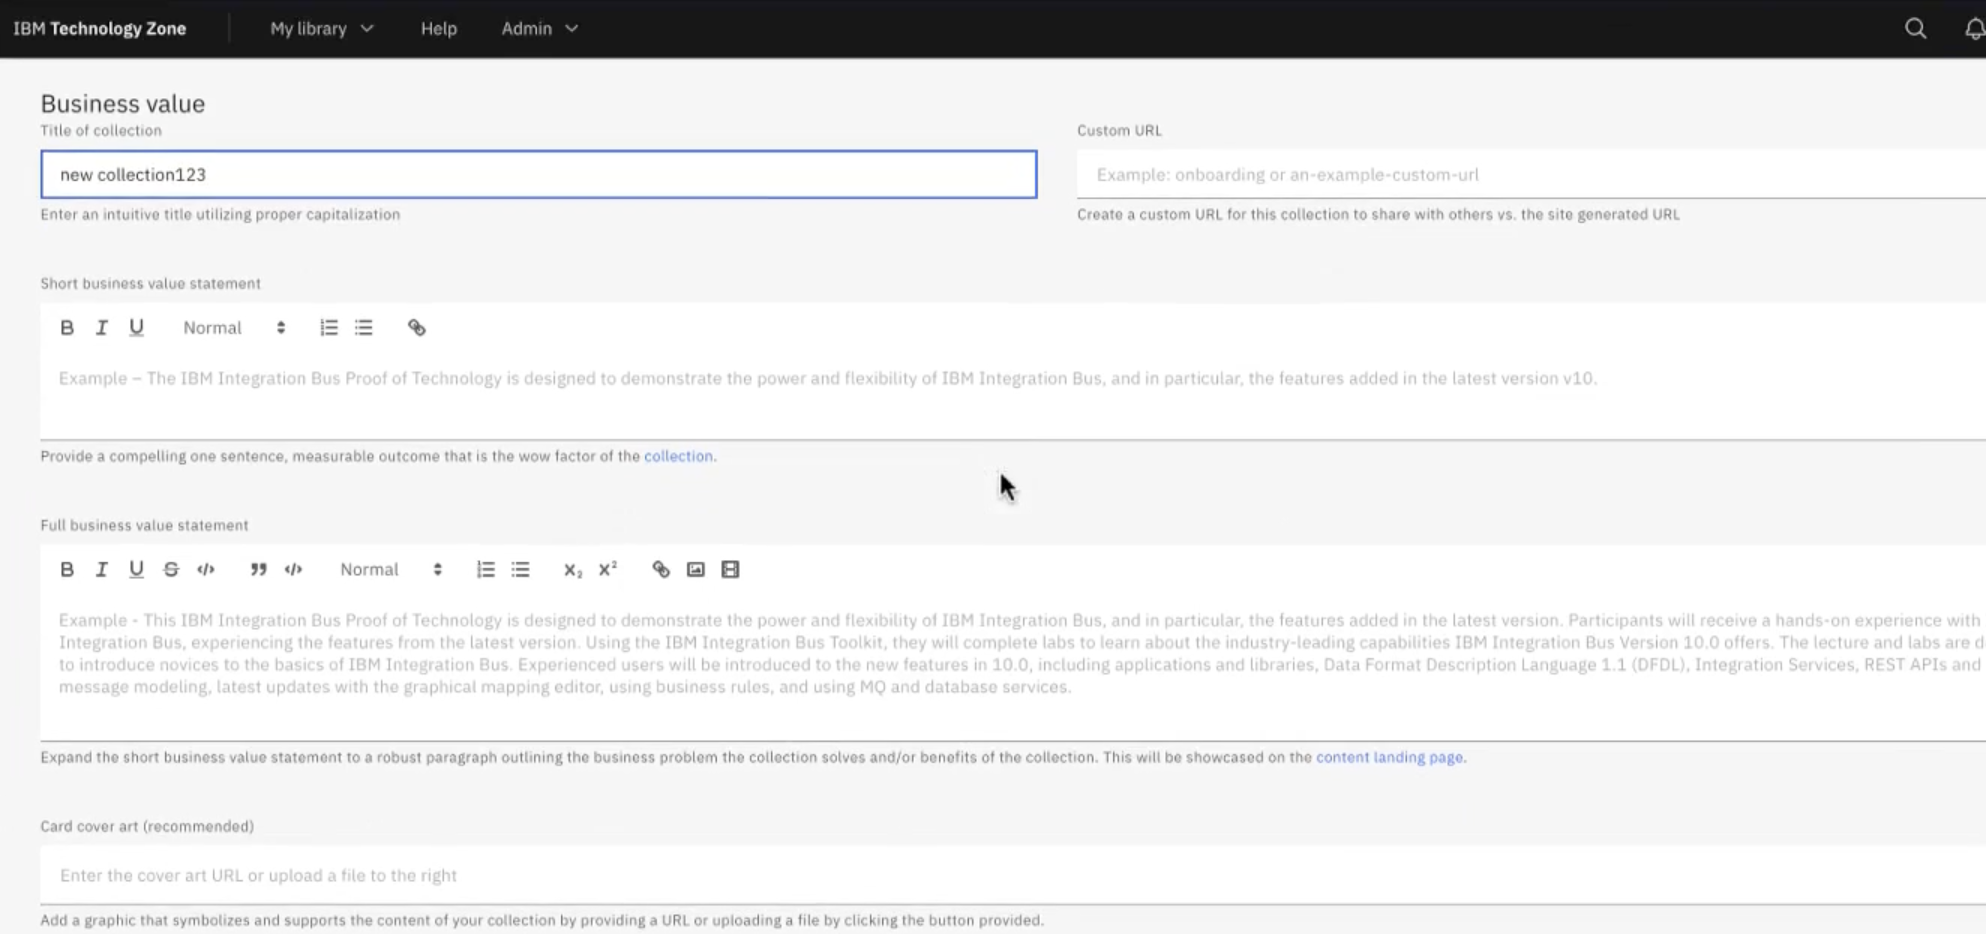 IBM Technology Zone My library Help Admin
Business value
Title of collection Custom URL
new collection123 Example: onboarding or an-example-custom-url
Enter an intuitive title utilizing proper capitalization Create a custom URL for this collection to share with others vs. the site generated URL
Short business value statement
B I U Normal
Example – The IBM Integration Bus Proof of Technology is designed to demonstrate the power and flexibility of IBM Integration Bus, and in particular, the features added in the latest version v10.
Provide a compelling one sentence, measurable outcome that is the wow factor of the collection.
Full business value statement
B I U S </> ” </> Normal X₂ X²
Example - This IBM Integration Bus Proof of Technology is designed to demonstrate the power and flexibility of IBM Integration Bus, and in particular, the features added in the latest version. Participants will receive a hands-on experience with
Integration Bus, experiencing the features from the latest version. Using the IBM Integration Bus Toolkit, they will complete labs to learn about the industry-leading capabilities IBM Integration Bus Version 10.0 offers. The lecture and labs are
to introduce novices to the basics of IBM Integration Bus. Experienced users will be introduced to the new features in 10.0, including applications and libraries, Data Format Description Language 1.1 (DFDL), Integration Services, REST APIs and
message modeling, latest updates with the graphical mapping editor, using business rules, and using MQ and database services.
Expand the short business value statement to a robust paragraph outlining the business problem the collection solves and/or benefits of the collection. This will be showcased on the content landing page.
Card cover art (recommended)
Enter the cover art URL or upload a file to the right
Add a graphic that symbolizes and supports the content of your collection by providing a URL or uploading a file by clicking the button provided.